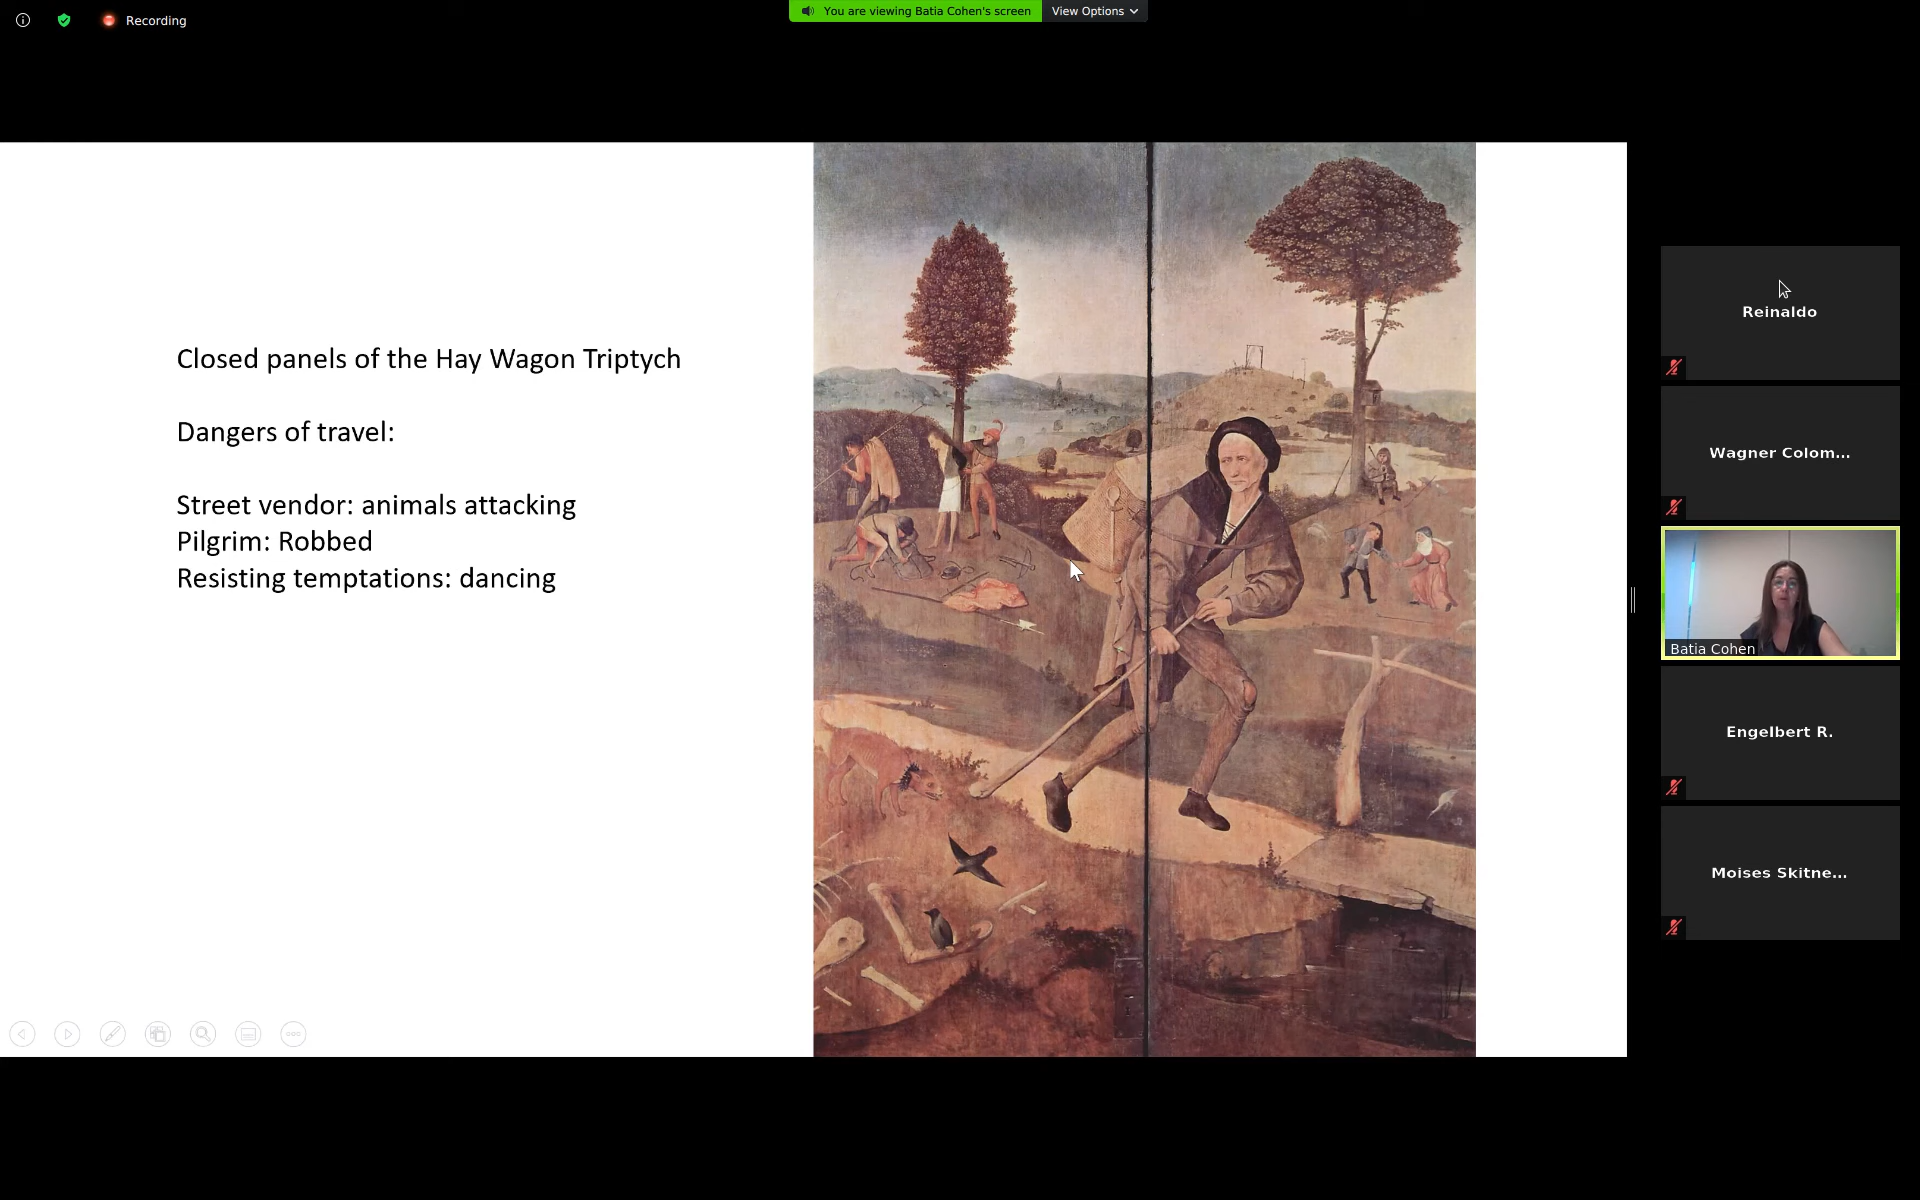 Recording
You are viewing Batia Cohen's screen
View Options
Closed panels of the Hay Wagon Triptych
Dangers of travel:
Street vendor: animals attacking
Pilgrim: Robbed
Resisting temptations: dancing
Reinaldo
Wagner Colom...
Batia Cohen
Engelbert R.
Moises Skitne...